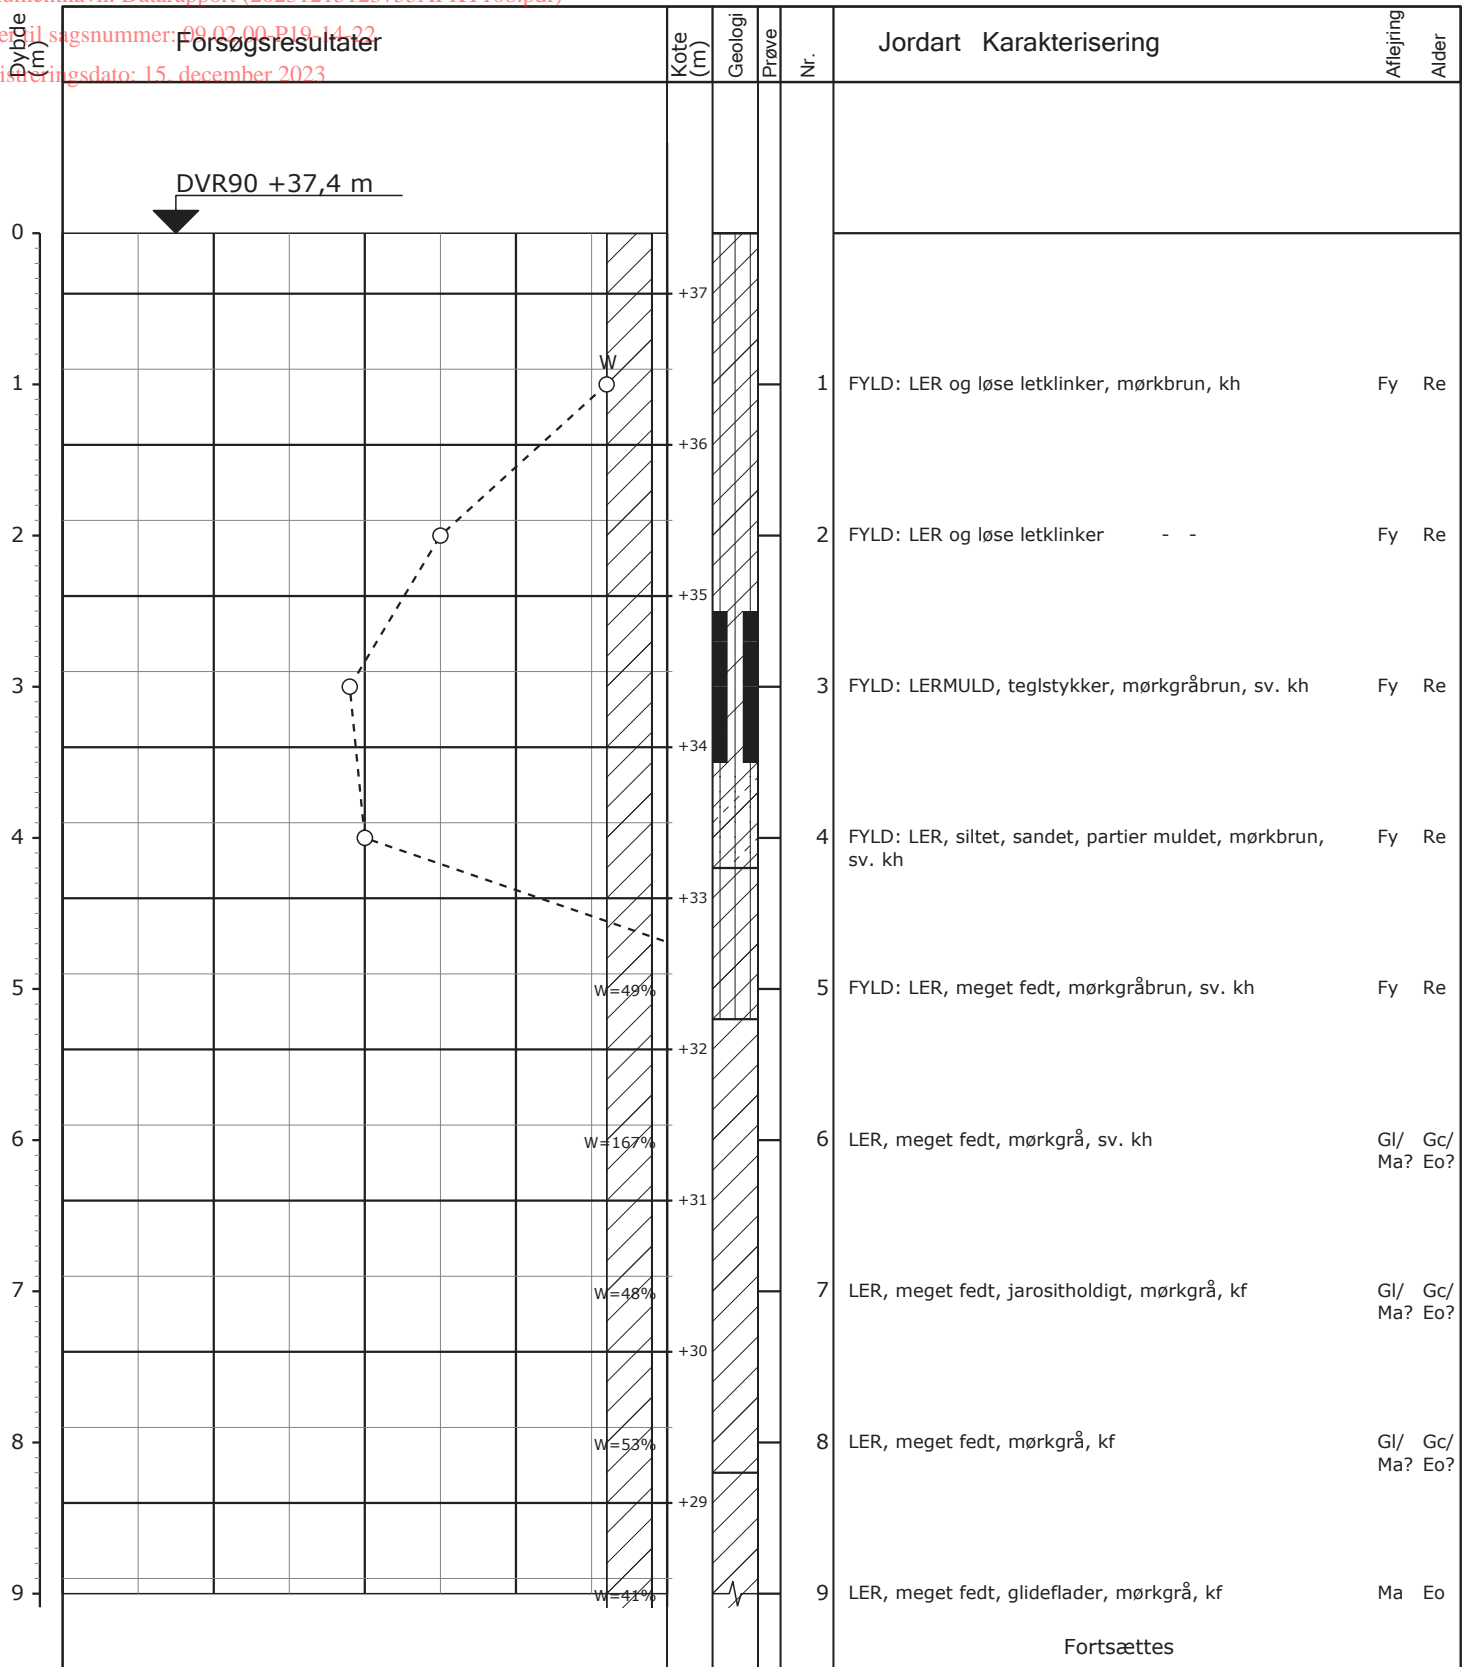 Dybde (m)
Forsøgsresultater
Kote (m)
Geologi
Prøve
Nr.
Jordart Karakterisering
Aflejring
Alder
sagsnummer: 09.02.00-P19-14-22
istreringsdato: 15. december 2023
DVR90 +37,4 m
0
+37
W
1 1 FYLD: LER og løse letklinker, mørkbrun, kh Fy Re
+36
2 2 FYLD: LER og løse letklinker - - Fy Re
+35
3 3 FYLD: LERMULD, teglstykker, mørkgråbrun, sv. kh Fy Re
+34
4 4 FYLD: LER, siltet, sandet, partier muldet, mørkbrun, Fy Re
sv. kh
+33
5 W=49% 5 FYLD: LER, meget fedt, mørkgråbrun, sv. kh Fy Re
+32
6 W=167% 6 LER, meget fedt, mørkgrå, sv. kh Gl/ Gc/
Ma? Eo?
+31
7 W=48% 7 LER, meget fedt, jarositholdigt, mørkgrå, kf Gl/ Gc/
Ma? Eo?
+30
8 W=53% 8 LER, meget fedt, mørkgrå, kf Gl/ Gc/
Ma? Eo?
+29
9 W=41% 9 LER, meget fedt, glideflader, mørkgrå, kf Ma Eo
Fortsættes